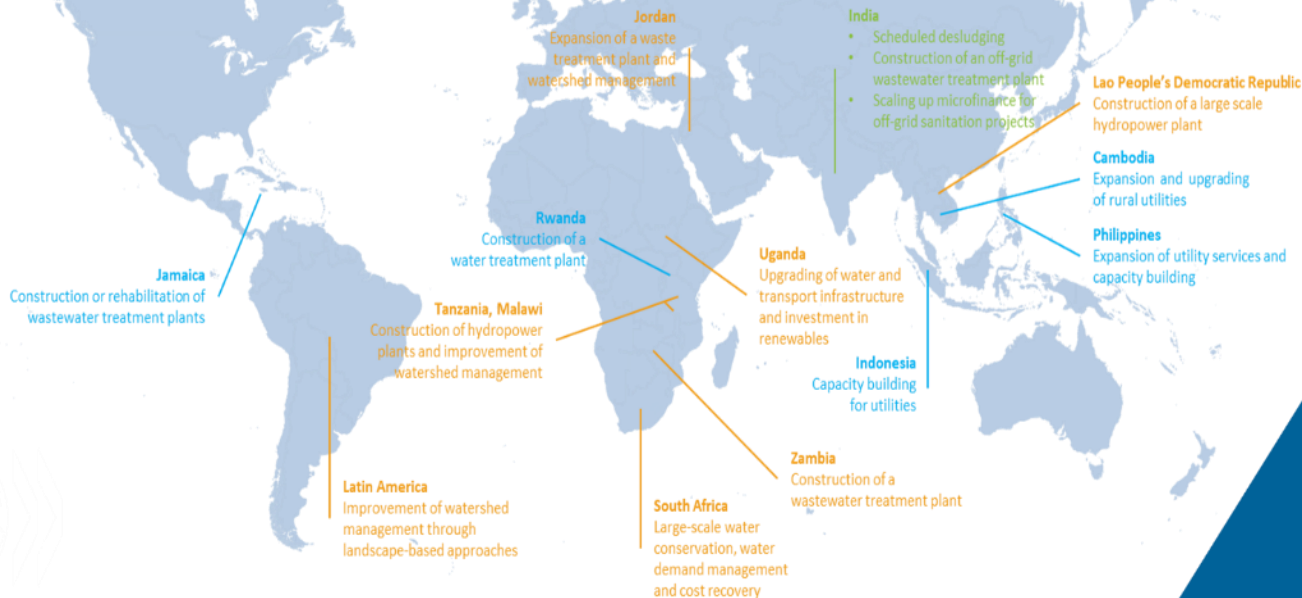 Jordan
Expansion of a waste
treatment plant and
watershed management
India
• Scheduled desludging
• Construction of an off-grid
wastewater treatment plant
• Scaling up microfinance for
off-grid sanitation projects
Lao People's Democratic Republic
Construction of a large scale
hydropower plant
Cambodia
Expansion and upgrading
of rural utilities
Philippines
Expansion of utility services and
capacity building
Rwanda
Construction of a
water treatment plant
Uganda
Upgrading of water and
transport infrastructure
and investment in
renewables
Jamaica
Construction or rehabilitation of
wastewater treatment plants
Tanzania, Malawi
Construction of hydropower
plants and improvement of
watershed management
Indonesia
Capacity building
for utilities
Zambia
Construction of a
wastewater treatment plant
Latin America
Improvement of watershed
management through
landscape-based approaches
South Africa
Large-scale water
conservation, water
demand management
and cost recovery